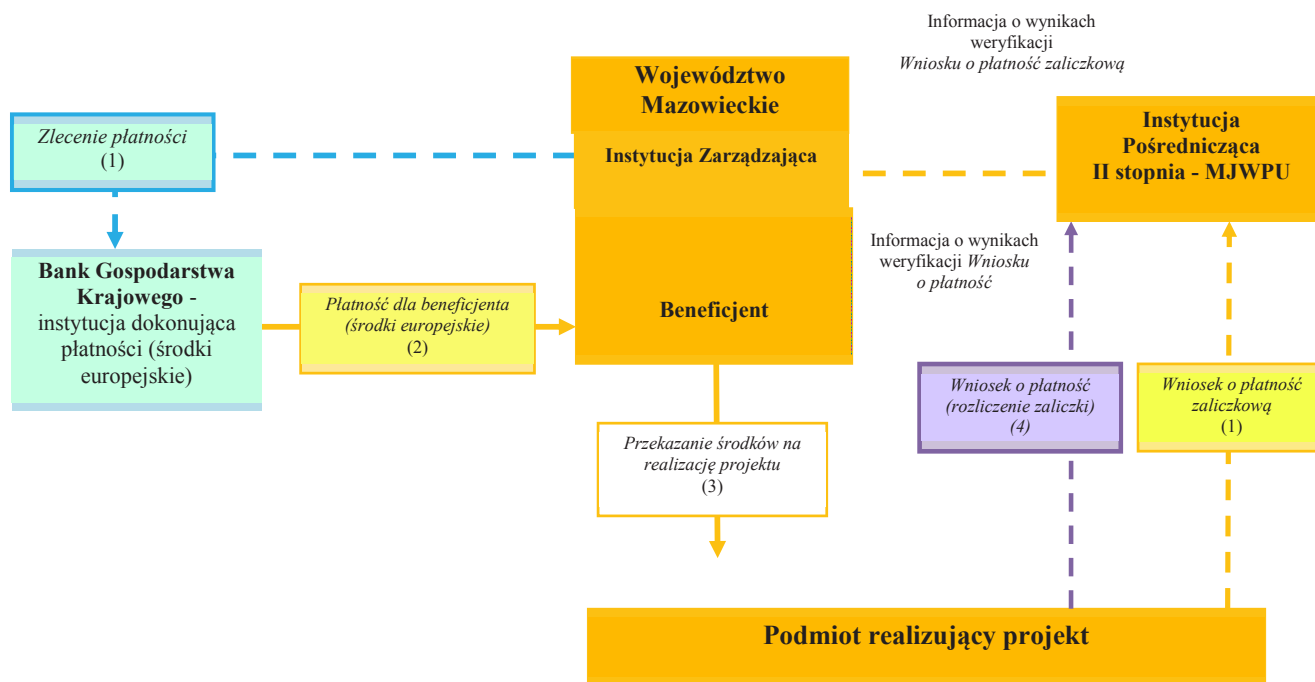 Informacja o wynikach
weryfikacji
Wniosku o płatność zaliczkową
Województwo
Mazowieckie
Instytucja Zarządzająca
Beneficjent
Zlecenie płatności
(1)
Instytucja
Pośrednicząca
II stopnia - MJWPU
Informacja o wynikach
weryfikacji Wniosku
o płatność
Bank Gospodarstwa
Krajowego -
instytucja dokonująca
płatności (środki
europejskie)
Płatność dla beneficjenta
(środki europejskie)
(2)
Wniosek o płatność
(rozliczenie zaliczki)
(4)
Wniosek o płatność
zaliczkową
(1)
Przekazanie środków na
realizację projektu
(3)
Podmiot realizujący projekt